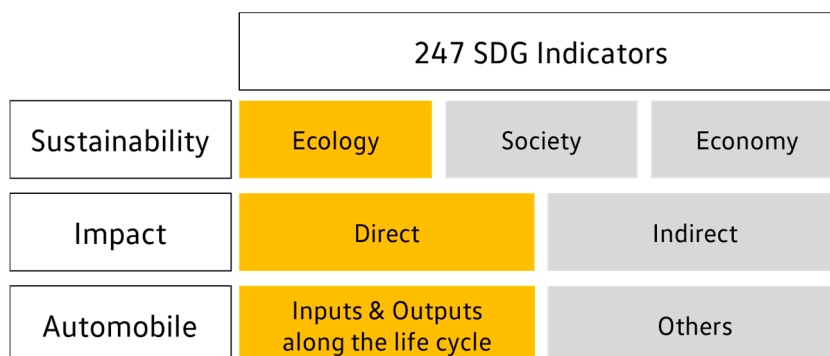 247 SDG Indicators
Sustainability
Ecology
Society
Economy
Impact
Direct
Indirect
Automobile
Inputs & Outputs
along the life cycle
Others